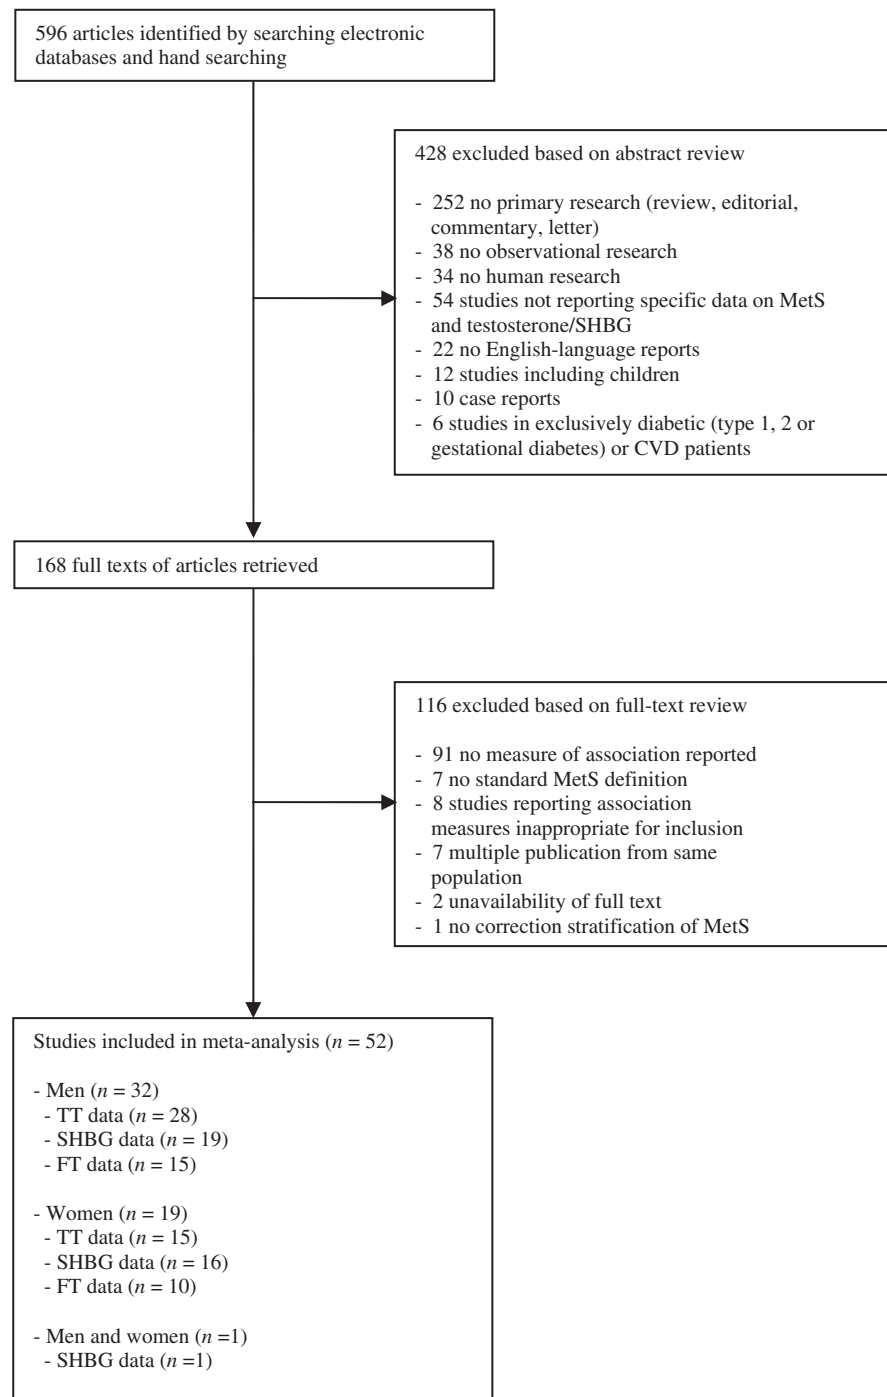 596 articles identified by searching electronic
databases and hand searching
428 excluded based on abstract review
- 252 no primary research (review, editorial,
commentary, letter)
- 38 no observational research
- 34 no human research
- 54 studies not reporting specific data on MetS
and testosterone/SHBG
- 22 no English-language reports
- 12 studies including children
- 10 case reports
- 6 studies in exclusively diabetic (type 1, 2 or
gestational diabetes) or CVD patients
168 full texts of articles retrieved
116 excluded based on full-text review
- 91 no measure of association reported
- 7 no standard MetS definition
- 8 studies reporting association
measures inappropriate for inclusion
- 7 multiple publication from same
population
- 2 unavailability of full text
- 1 no correction stratification of MetS
Studies included in meta-analysis (n = 52)
- Men (n = 32)
- TT data (n = 28)
- SHBG data (n = 19)
- FT data (n = 15)
- Women (n = 19)
- TT data (n = 15)
- SHBG data (n = 16)
- FT data (n = 10)
- Men and women (n =1)
- SHBG data (n =1)